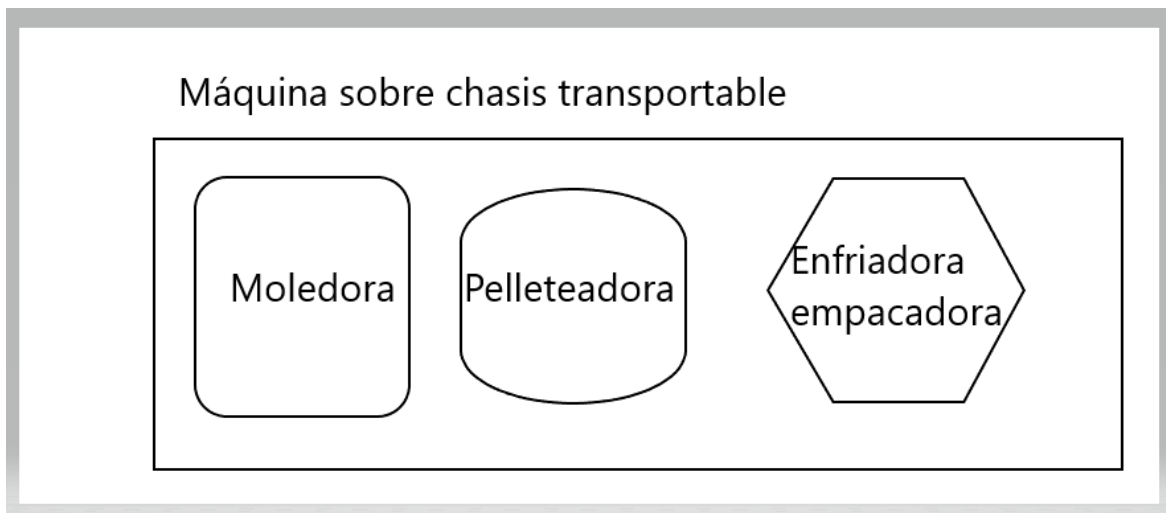 Máquina sobre chasis transportable
Moledora
Pelleteadora
Enfriadora
empacadora